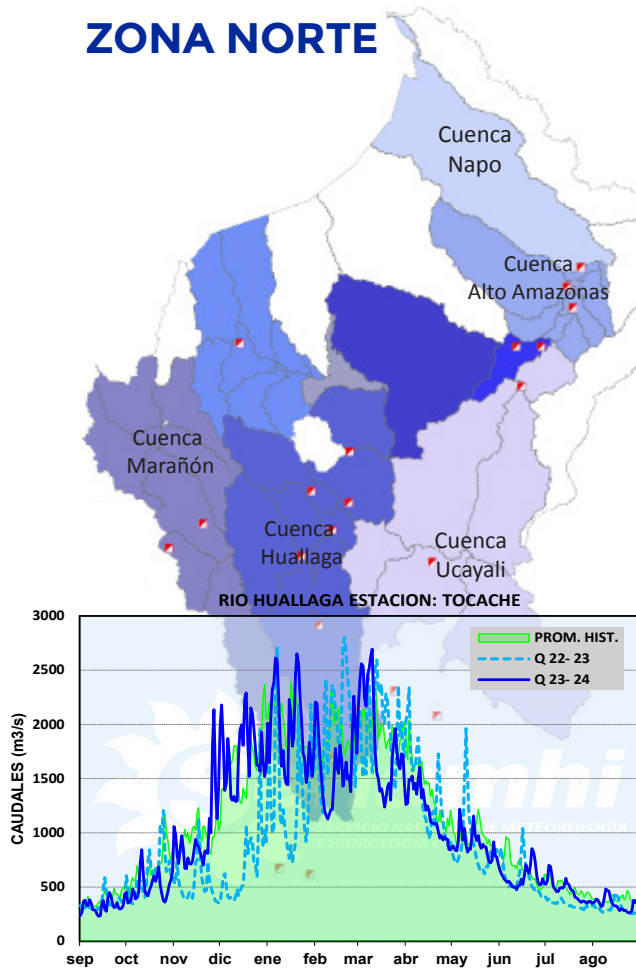 ZONA NORTE
Cuenca
Napo
Cuenca
Alto Amazonas
Cuenca
Marañón
Cuenca
Huallaga
Cuenca
Ucayali
RIO HUALLAGA ESTACION: TOCACHE
CAUDALES (m3/s)
3000
2500
2000
1500
1000
500
0
PROM. HIST.
Q 22- 23
Q 23- 24
sep oct nov dic ene feb mar abr may jun jul ago